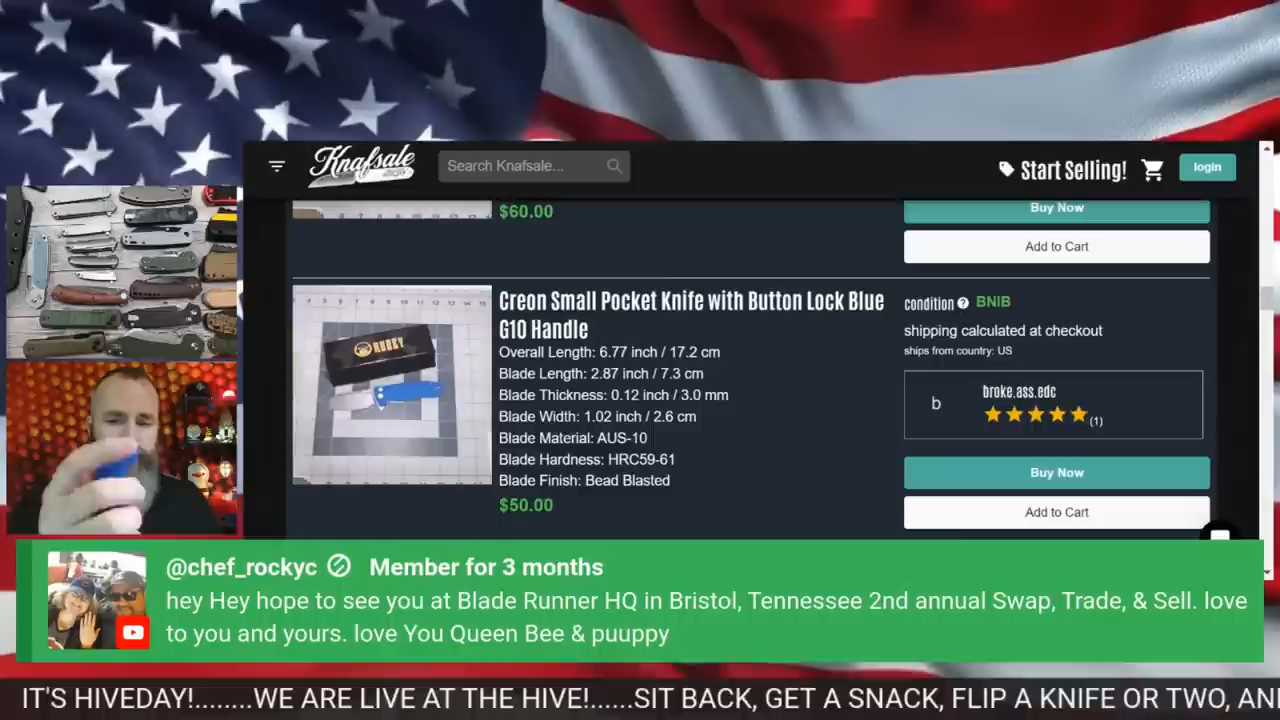 Knafsale
Search Knafsale...
Start Selling!
login
$60.00
Buy Now
Add to Cart
Creon Small Pocket Knife with Button Lock Blue
G10 Handle
Overall Length: 6.77 inch / 17.2 cm
Blade Length: 2.87 inch / 7.3 cm
Blade Thickness: 0.12 inch / 3.0 mm
Blade Width: 1.02 inch / 2.6 cm
Blade Material: AUS-10
Blade Hardness: HRC59-61
Blade Finish: Bead Blasted
$50.00
condition ? BNIB
shipping calculated at checkout
ships from country: US
b
broke.ass.edc
(1)
Buy Now
Add to Cart
@chef_rockyc Member for 3 months
hey Hey hope to see you at Blade Runner HQ in Bristol, Tennessee 2nd annual Swap, Trade, & Sell. love
to you and yours. love You Queen Bee & puuppy
IT'S HIVEDAY!........WE ARE LIVE AT THE HIVE!......SIT BACK, GET A SNACK, FLIP A KNIFE OR TWO, AN